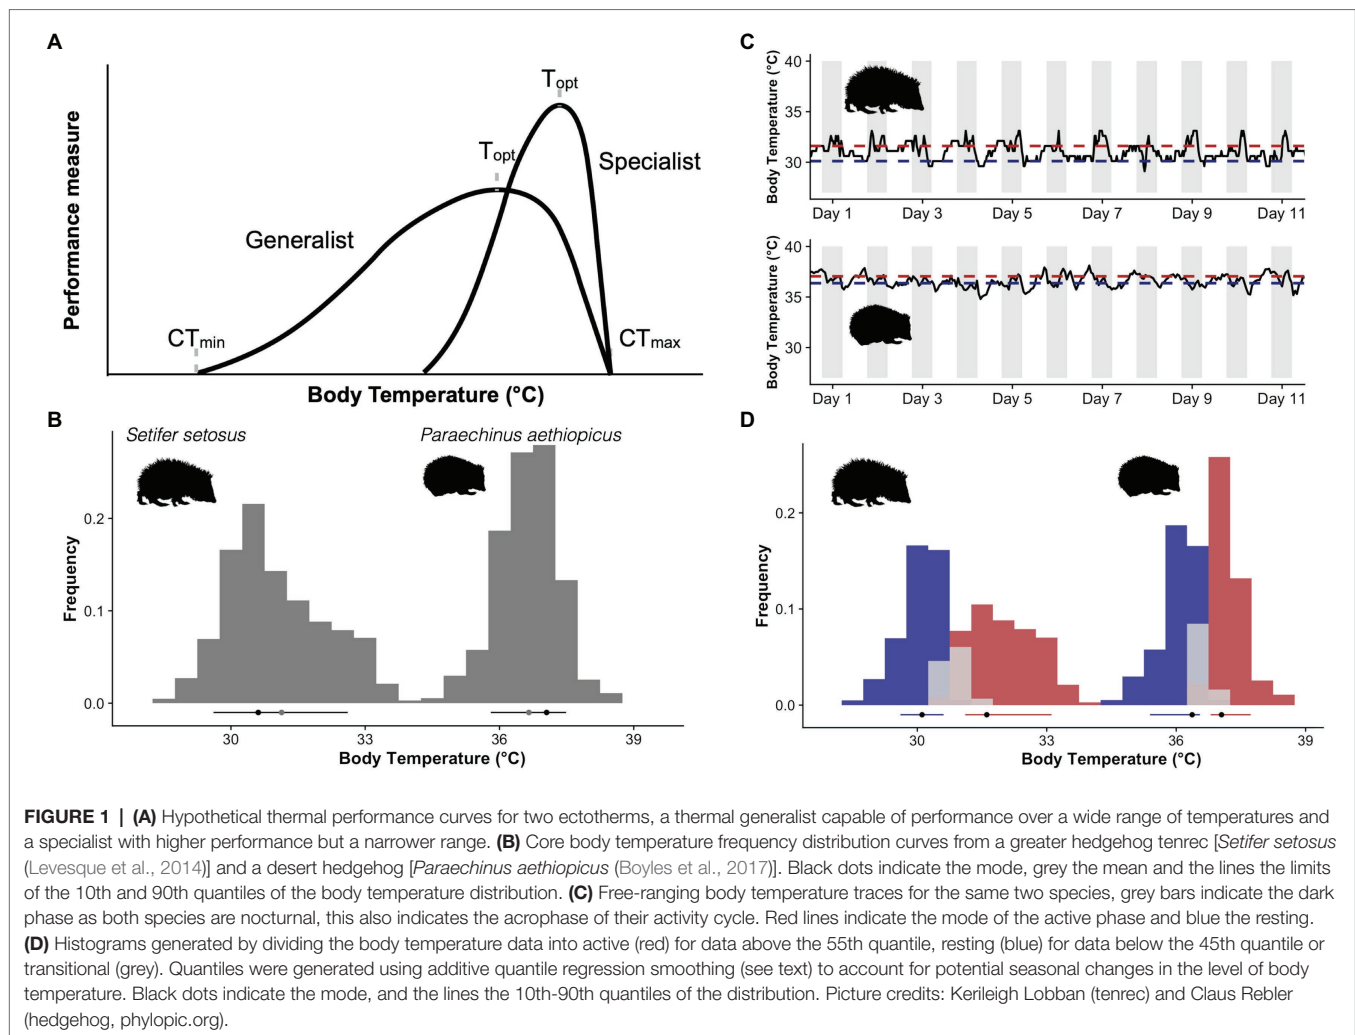 A
Performance measure
Generalist
Specialist
T opt
T opt
CT min
CT max
Body Temperature (°C)
B
Setifer setosus
Paraechinus aethiopicus
Frequency
0.2
0.1
0.0
30
33
36
39
Body Temperature (°C)
C
Body Temperature (°C)
40
35
30
Day 1
Day 3
Day 5
Day 7
Day 9
Day 11
Body Temperature (°C)
40
35
30
Day 1
Day 3
Day 5
Day 7
Day 9
Day 11
D
Frequency
0.2
0.1
0.0
30
33
36
39
Body Temperature (°C)
FIGURE 1 | (A) Hypothetical thermal performance curves for two ectotherms, a thermal generalist capable of performance over a wide range of temperatures and
a specialist with higher performance but a narrower range. (B) Core body temperature frequency distribution curves from a greater hedgehog tenrec [Setifer setosus
(Levesque et al., 2014)] and a desert hedgehog [Paraechinus aethiopicus (Boyles et al., 2017)]. Black dots indicate the mode, grey the mean and the lines the limits
of the 10th and 90th quantiles of the body temperature distribution. (C) Free-ranging body temperature traces for the same two species, grey bars indicate the dark
phase as both species are nocturnal, this also indicates the acrophase of their activity cycle. Red lines indicate the mode of the active phase and blue the resting.
(D) Histograms generated by dividing the body temperature data into active (red) for data above the 55th quantile, resting (blue) for data below the 45th quantile or
transitional (grey). Quantiles were generated using additive quantile regression smoothing (see text) to account for potential seasonal changes in the level of body
temperature. Black dots indicate the mode, and the lines the 10th-90th quantiles of the distribution. Picture credits: Kerileigh Lobban (tenrec) and Claus Rebler
(hedgehog, phylopic.org).